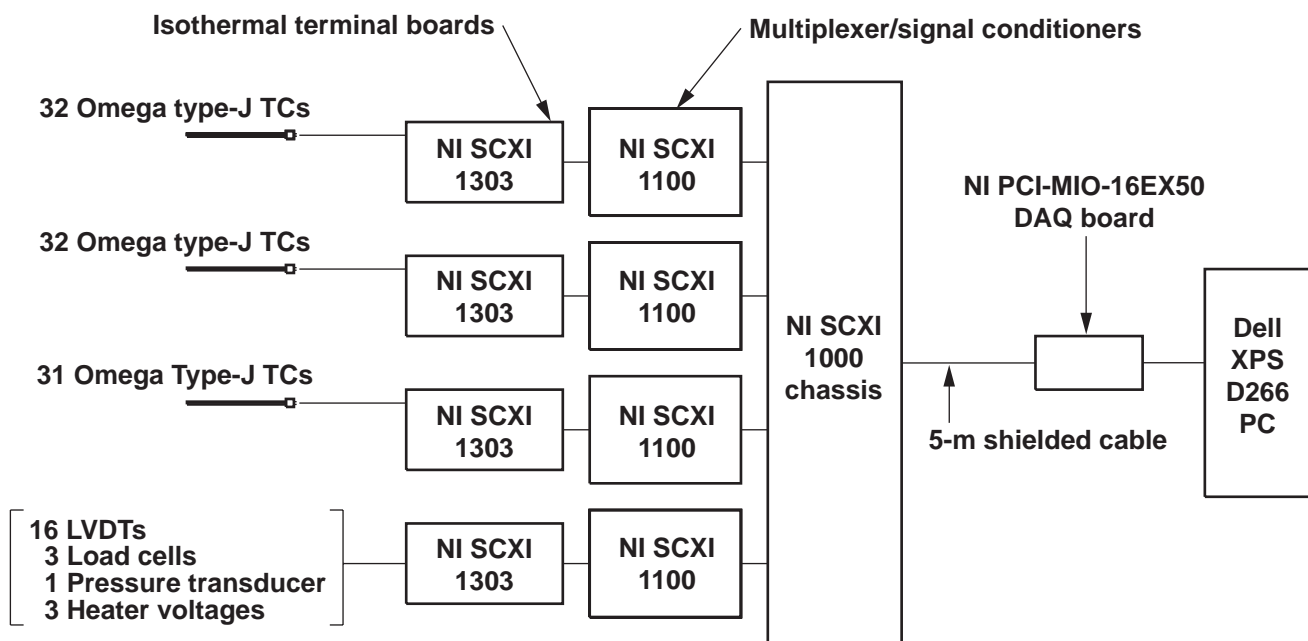 Isothermal terminal boards
Multiplexer/signal conditioners
32 Omega type-J TCs
NI SCXI
1303
NI SCXI
1100
NI PCI-MIO-16EX50
DAQ board
32 Omega type-J TCs
NI SCXI
1303
NI SCXI
1100
NI SCXI
1000
chassis
Dell
XPS
D266
PC
31 Omega Type-J TCs
NI SCXI
1303
NI SCXI
1100
5-m shielded cable
16 LVDTs
3 Load cells
1 Pressure transducer
3 Heater voltages
NI SCXI
1303
NI SCXI
1100